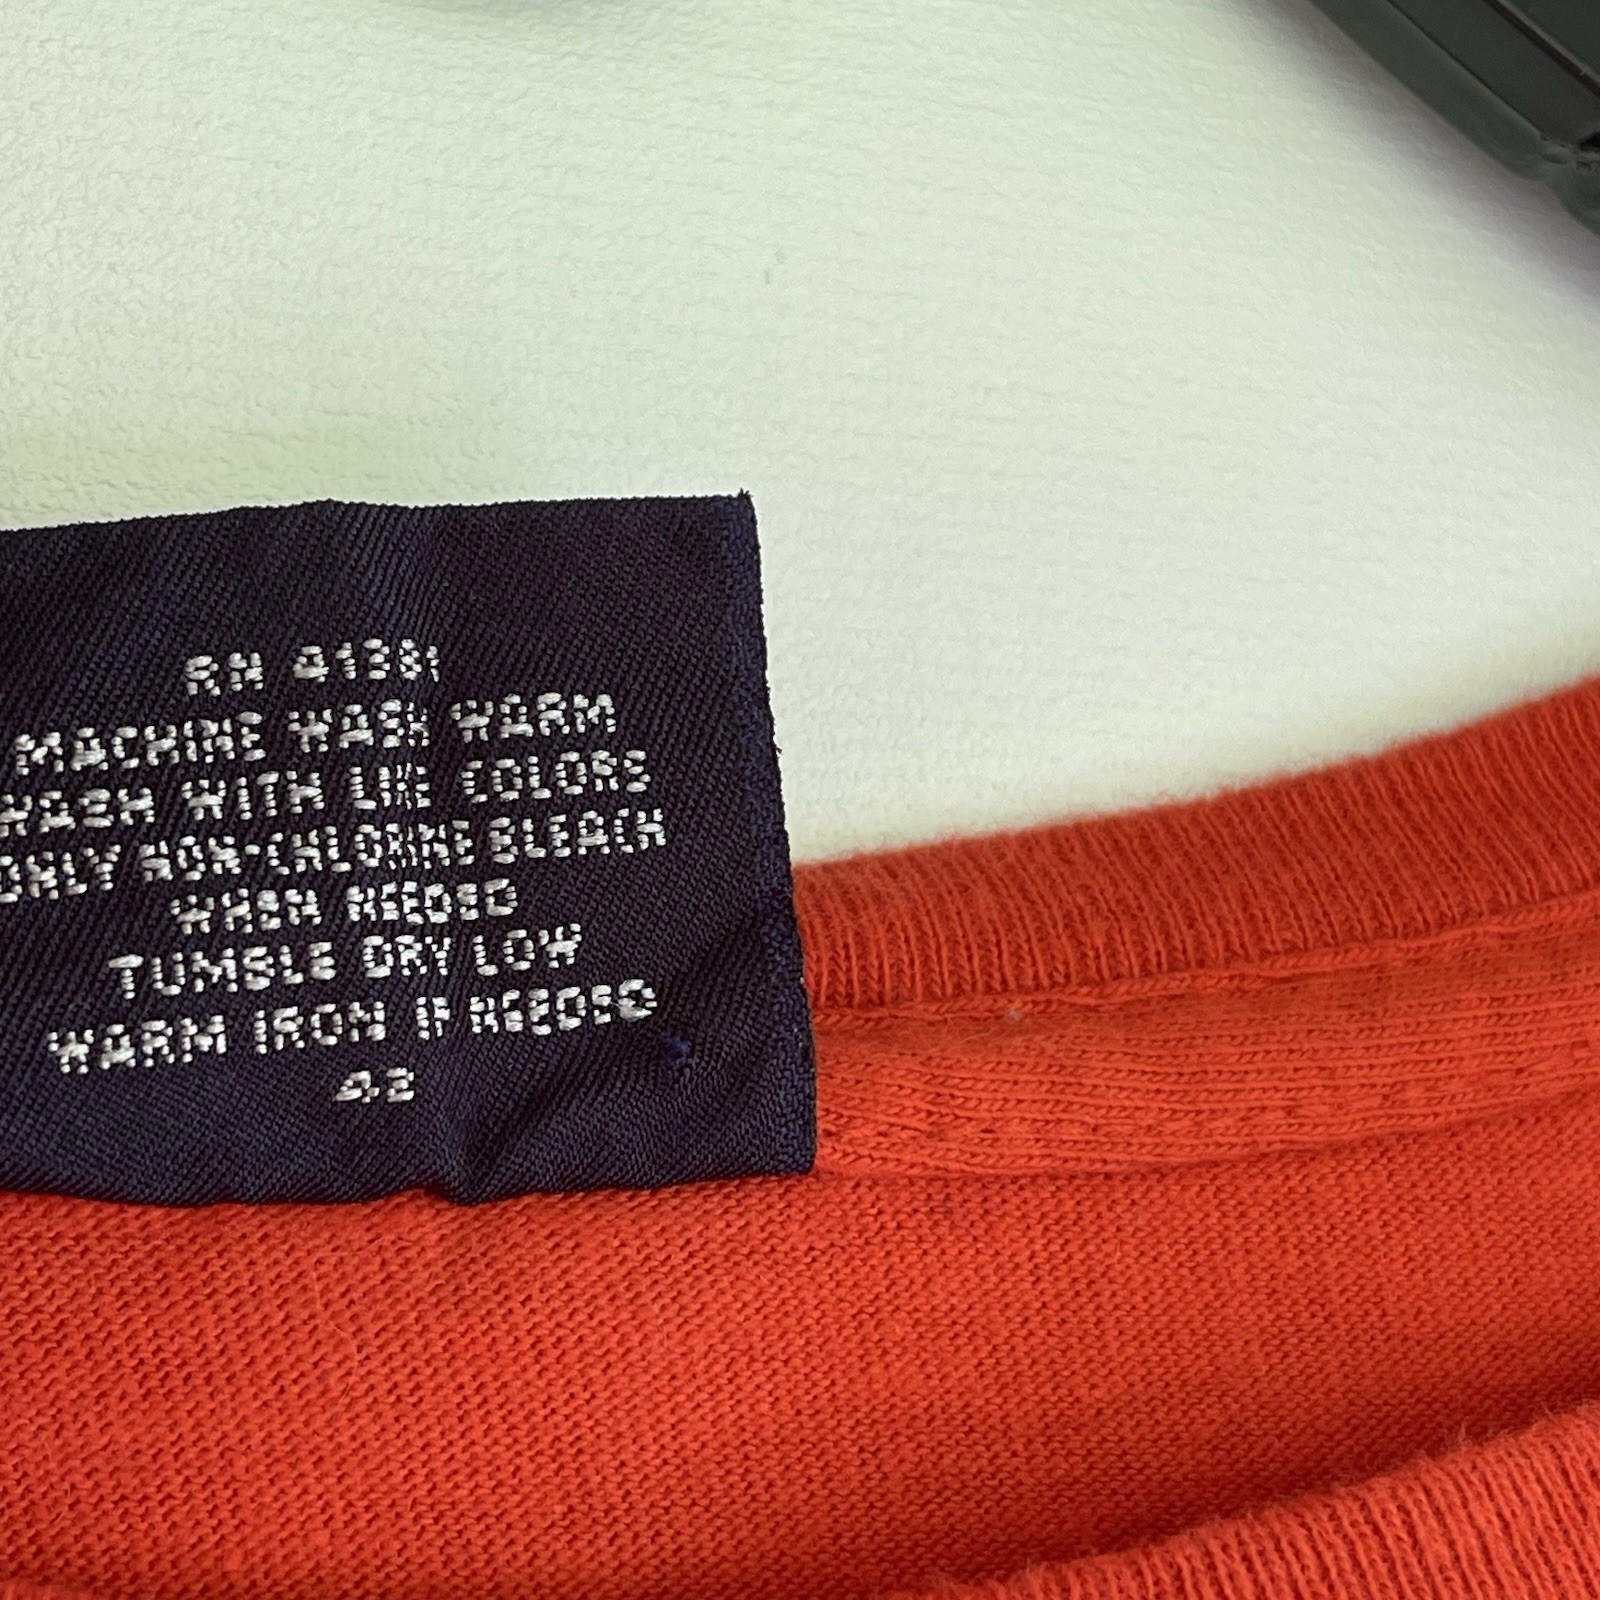 RN 41381
MACHINE WASH WARM
WASH WITH LIKE COLORS
ONLY NON-CHLORINE BLEACH
WHEN NEEDED
TUMBLE DRY LOW
WARM IRON IF NEEDED
42